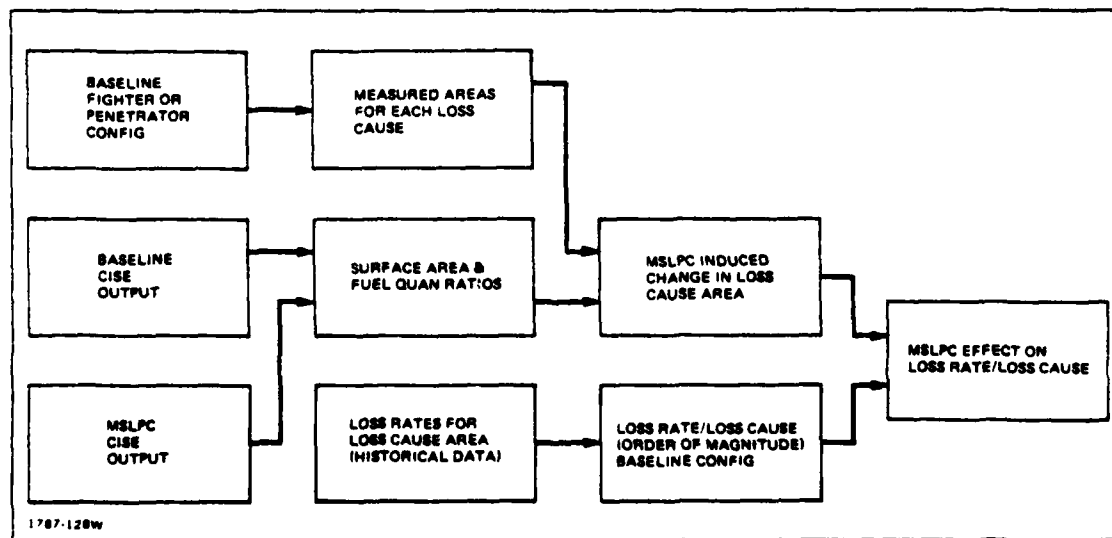 BASELINE
FIGHTER OR
PENETRATOR
CONFIG
MEASURED AREAS
FOR EACH LOSS
CAUSE
BASELINE
CISE
OUTPUT
SURFACE AREA &
FUEL QUAN RATIOS
MSLPC INDUCED
CHANGE IN LOSS
CAUSE AREA
MSLPC EFFECT ON
LOSS RATE/LOSS CAUSE
MSLPC
CISE
OUTPUT
LOSS RATES FOR
LOSS CAUSE AREA
(HISTORICAL DATA)
LOSS RATE/LOSS CAUSE
(ORDER OF MAGNITUDE)
BASELINE CONFIG
1787-128W